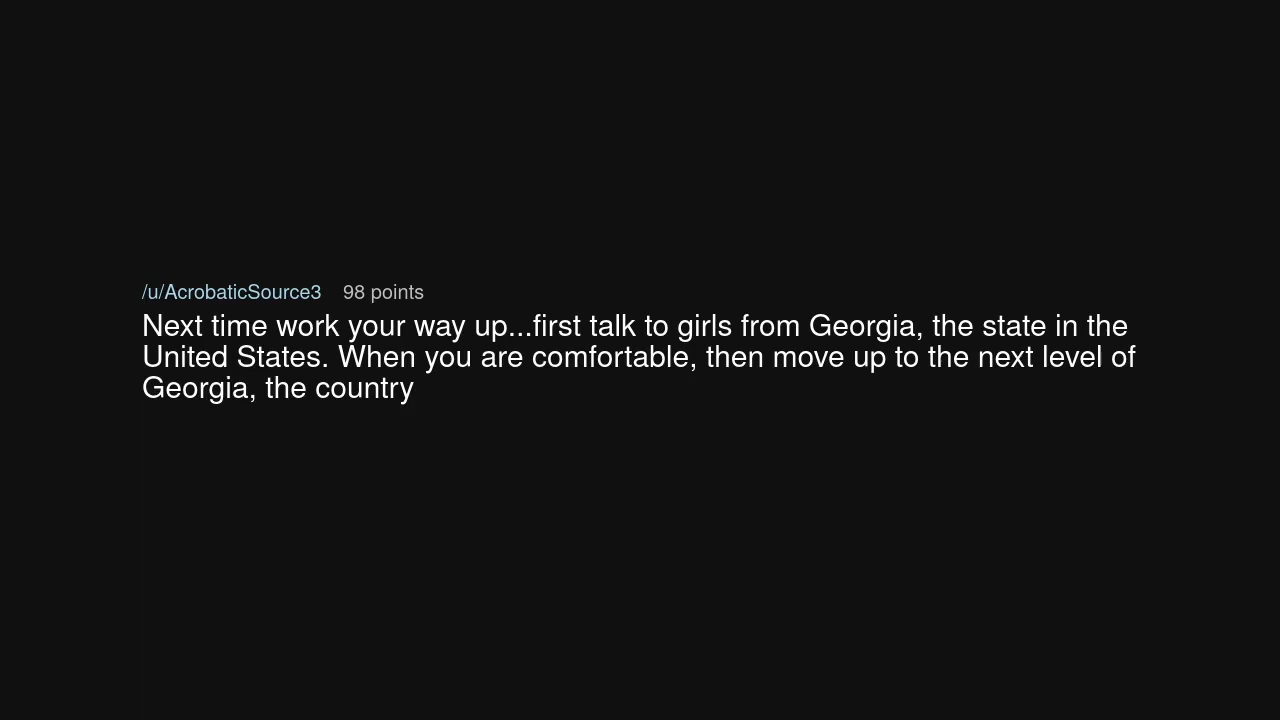 /u/AcrobaticSource3 98 points
Next time work your way up...first talk to girls from Georgia, the state in the
United States. When you are comfortable, then move up to the next level of
Georgia, the country